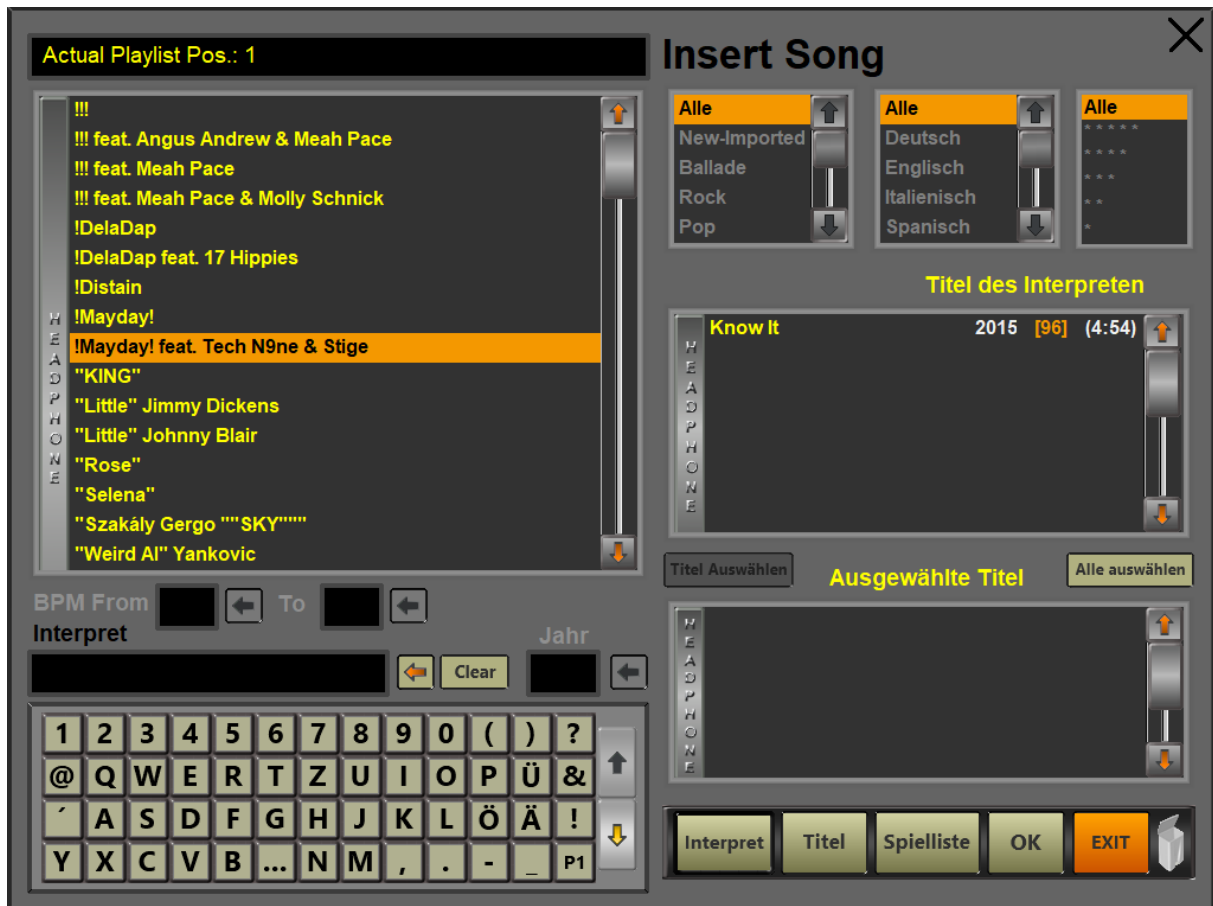 Actual Playlist Pos.: 1
Insert Song
!!!
!!! feat. Angus Andrew & Meah Pace
!!! feat. Meah Pace
!!! feat. Meah Pace & Molly Schnick
!DelaDap
!DelaDap feat. 17 Hippies
!Distain
!Mayday!
!Mayday! feat. Tech N9ne & Stige
"KING"
"Little" Jimmy Dickens
"Little" Johnny Blair
"Rose"
"Selena"
"Szakály Gergo ""SKY"""
"Weird Al" Yankovic
HEADPHONE
Alle
New-Imported
Ballade
Rock
Pop
Alle
Deutsch
Englisch
Italienisch
Spanisch
Alle
* * * * *
* * * *
* * *
* *
*
Titel des Interpreten
HEADPHONE
Know It 2015 [96] (4:54)
Titel Auswählen
Ausgewählte Titel
Alle auswählen
HEADPHONE
BPM From To
Interpret
Jahr
Clear
1 2 3 4 5 6 7 8 9 0 ( ) ?
@ Q W E R T Z U I O P Ü &
´ A S D F G H J K L Ö Ä !
Y X C V B ... N M , . - _ P1
Interpret Titel Spielliste OK EXIT